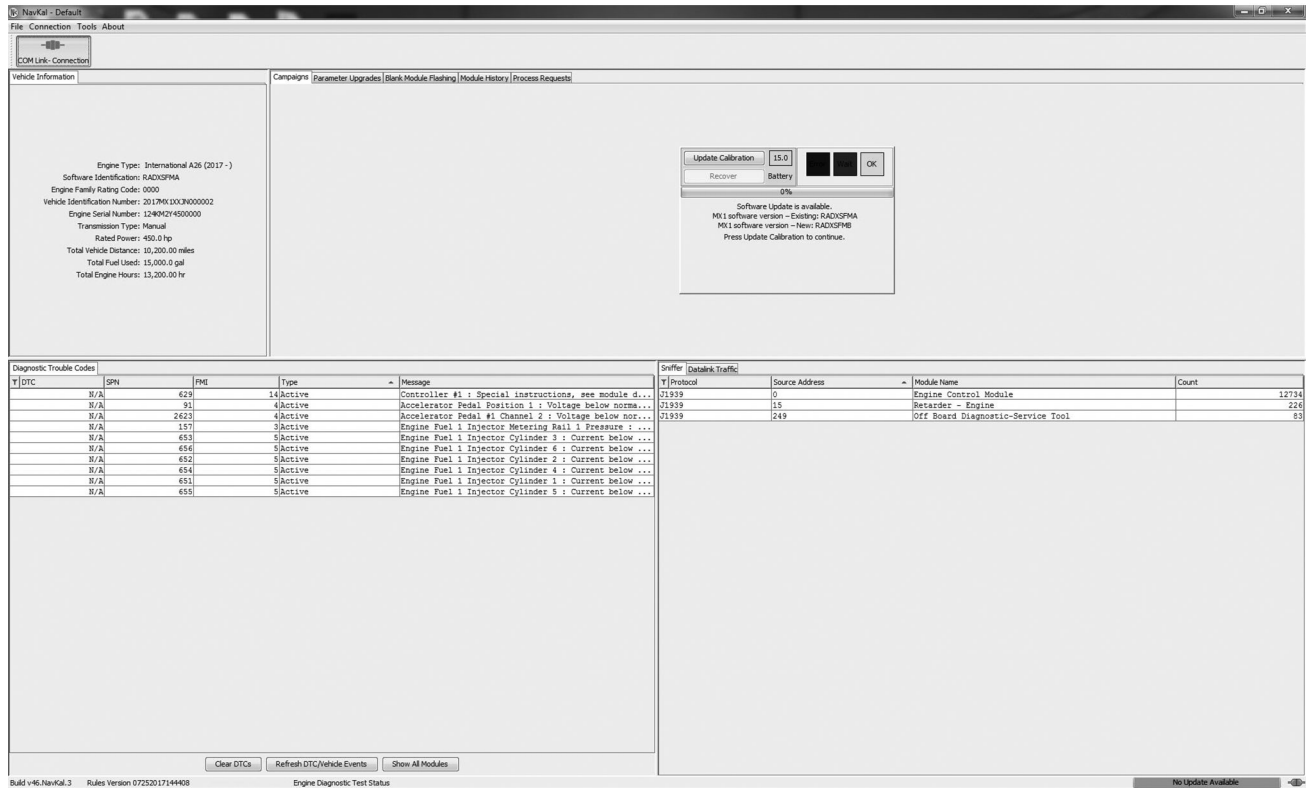 NavKal - Default
File Connection Tools About
COM Link- Connection
Vehicle Information
Campaigns Parameter Upgrades Blank Module Flashing Module History Process Requests
Engine Type: International A26 (2017 - )
Software Identification: RADXSFMA
Engine Family Rating Code: 0000
Vehicle Identification Number: 2017MX1XXJN000002
Engine Serial Number: 124KM2Y4500000
Transmission Type: Manual
Rated Power: 450.0 hp
Total Vehicle Distance: 10,200.00 miles
Total Fuel Used: 15,000.0 gal
Total Engine Hours: 13,200.00 hr
Update Calibration 15.0 OK
Recover Battery
0%
Software Update is available.
MX1 software version – Existing: RADXSFMA
MX1 software version – New: RADXSFMB
Press Update Calibration to continue.
Diagnostic Trouble Codes
DTC SPN FMI Type Message
N/A 629 14 Active Controller #1 : Special instructions, see module d...
N/A 91 4 Active Accelerator Pedal Position 1 : Voltage below norma...
N/A 2623 4 Active Accelerator Pedal #1 Channel 2 : Voltage below nor...
N/A 157 3 Active Engine Fuel 1 Injector Metering Rail 1 Pressure : ...
N/A 653 5 Active Engine Fuel 1 Injector Cylinder 3 : Current below ...
N/A 656 5 Active Engine Fuel 1 Injector Cylinder 6 : Current below ...
N/A 652 5 Active Engine Fuel 1 Injector Cylinder 2 : Current below ...
N/A 654 5 Active Engine Fuel 1 Injector Cylinder 4 : Current below ...
N/A 651 5 Active Engine Fuel 1 Injector Cylinder 1 : Current below ...
N/A 655 5 Active Engine Fuel 1 Injector Cylinder 5 : Current below ...
Sniffer Datalink Traffic
Protocol Source Address Module Name Count
J1939 0 Engine Control Module 12734
J1939 15 Retarder - Engine 226
J1939 249 Off Board Diagnostic-Service Tool 83
Clear DTCs Refresh DTC/Vehicle Events Show All Modules
Build v46.NavKal.3 Rules Version 07252017144408 Engine Diagnostic Test Status No Update Available